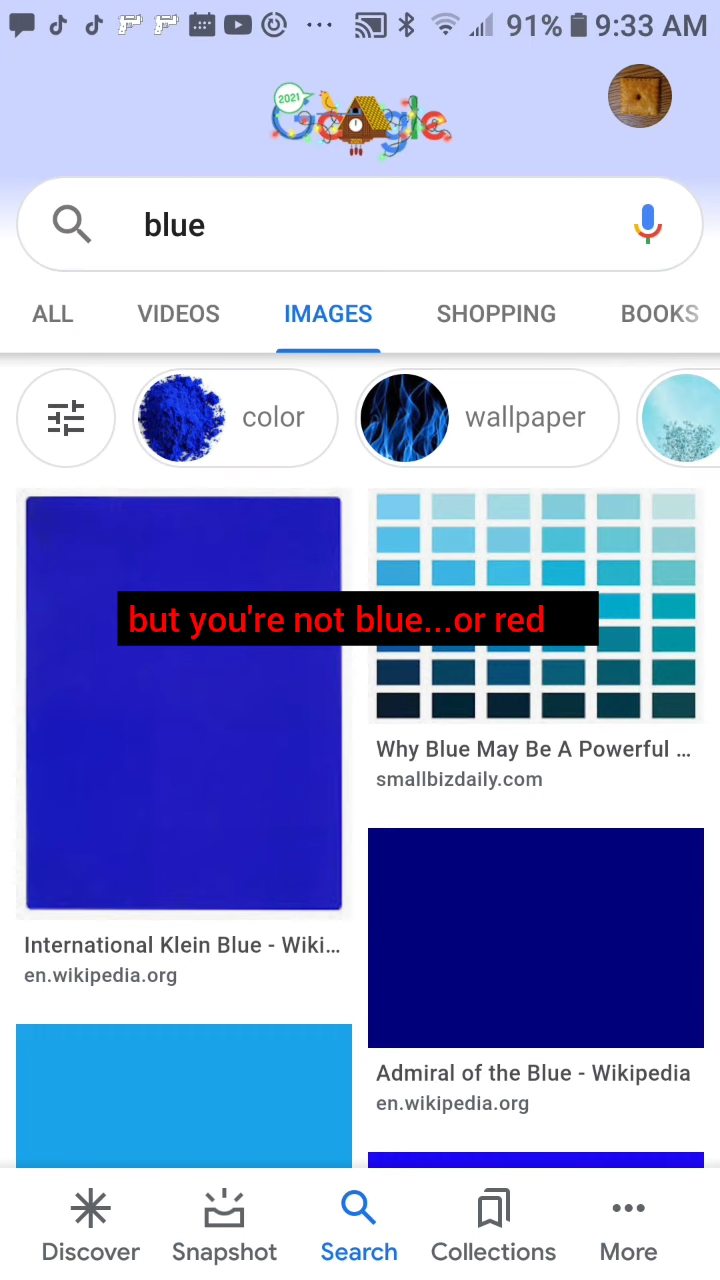 91% 9:33 AM
2021
Google
blue
ALL VIDEOS IMAGES SHOPPING BOOKS
color wallpaper
but you're not blue...or red
Why Blue May Be A Powerful ...
smallbizdaily.com
International Klein Blue - Wiki...
en.wikipedia.org
Admiral of the Blue - Wikipedia
en.wikipedia.org
Discover Snapshot Search Collections More